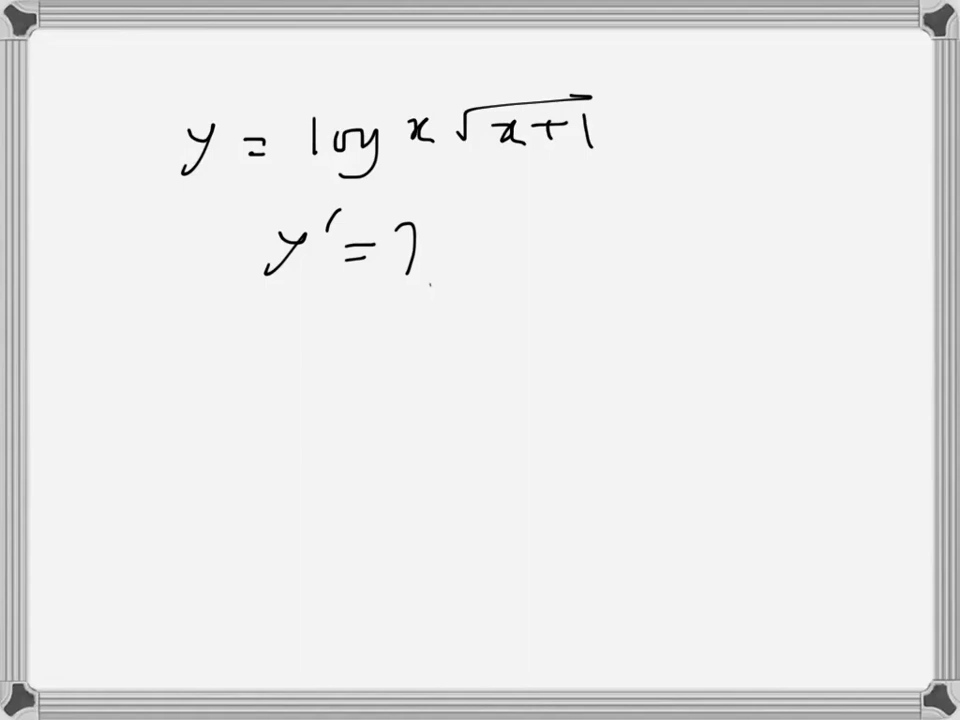 y = log x √x+1
y' = ?